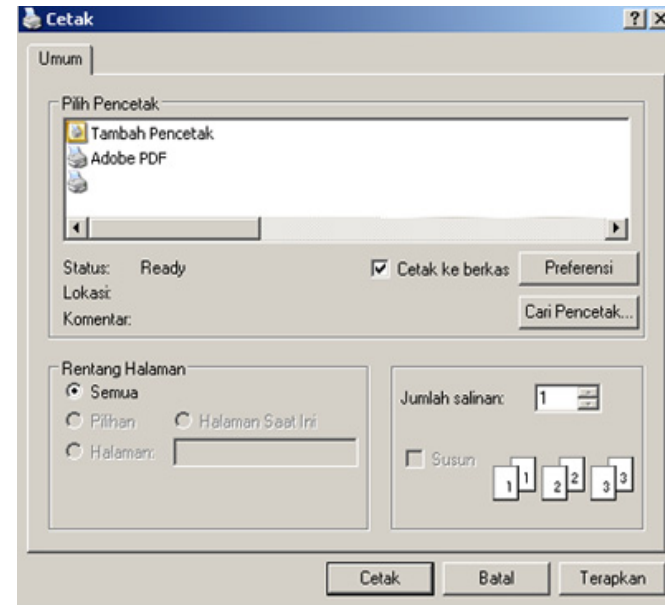 Cetak
Umum
Pilih Pencetak
Tambah Pencetak
Adobe PDF
Status: Ready
Cetak ke berkas
Preferensi
Lokasi:
Komentar:
Cari Pencetak...
Rentang Halaman
Semua
Pilihan
Halaman Saat Ini
Halaman:
Jumlah salinan: 1
Susun
1 1 2 2 3 3
Cetak
Batal
Terapkan